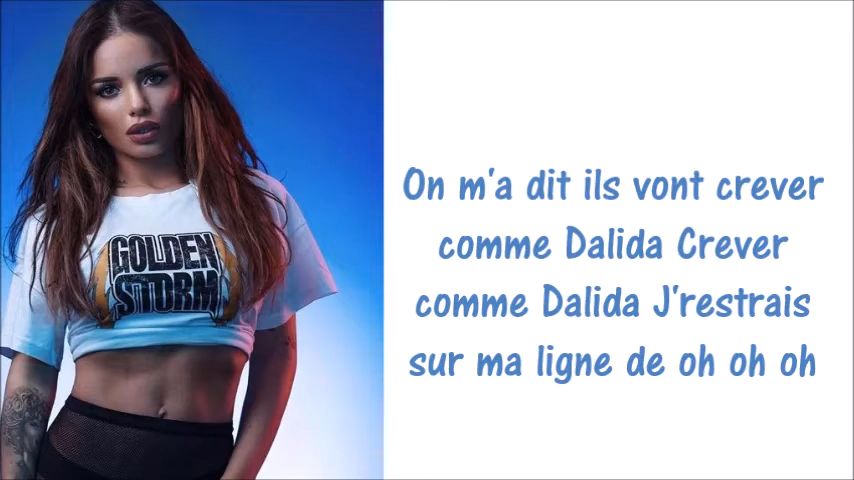 GOLDEN
STORM
On m'a dit ils vont crever
comme Dalida Crever
comme Dalida J'restrais
sur ma ligne de oh oh oh